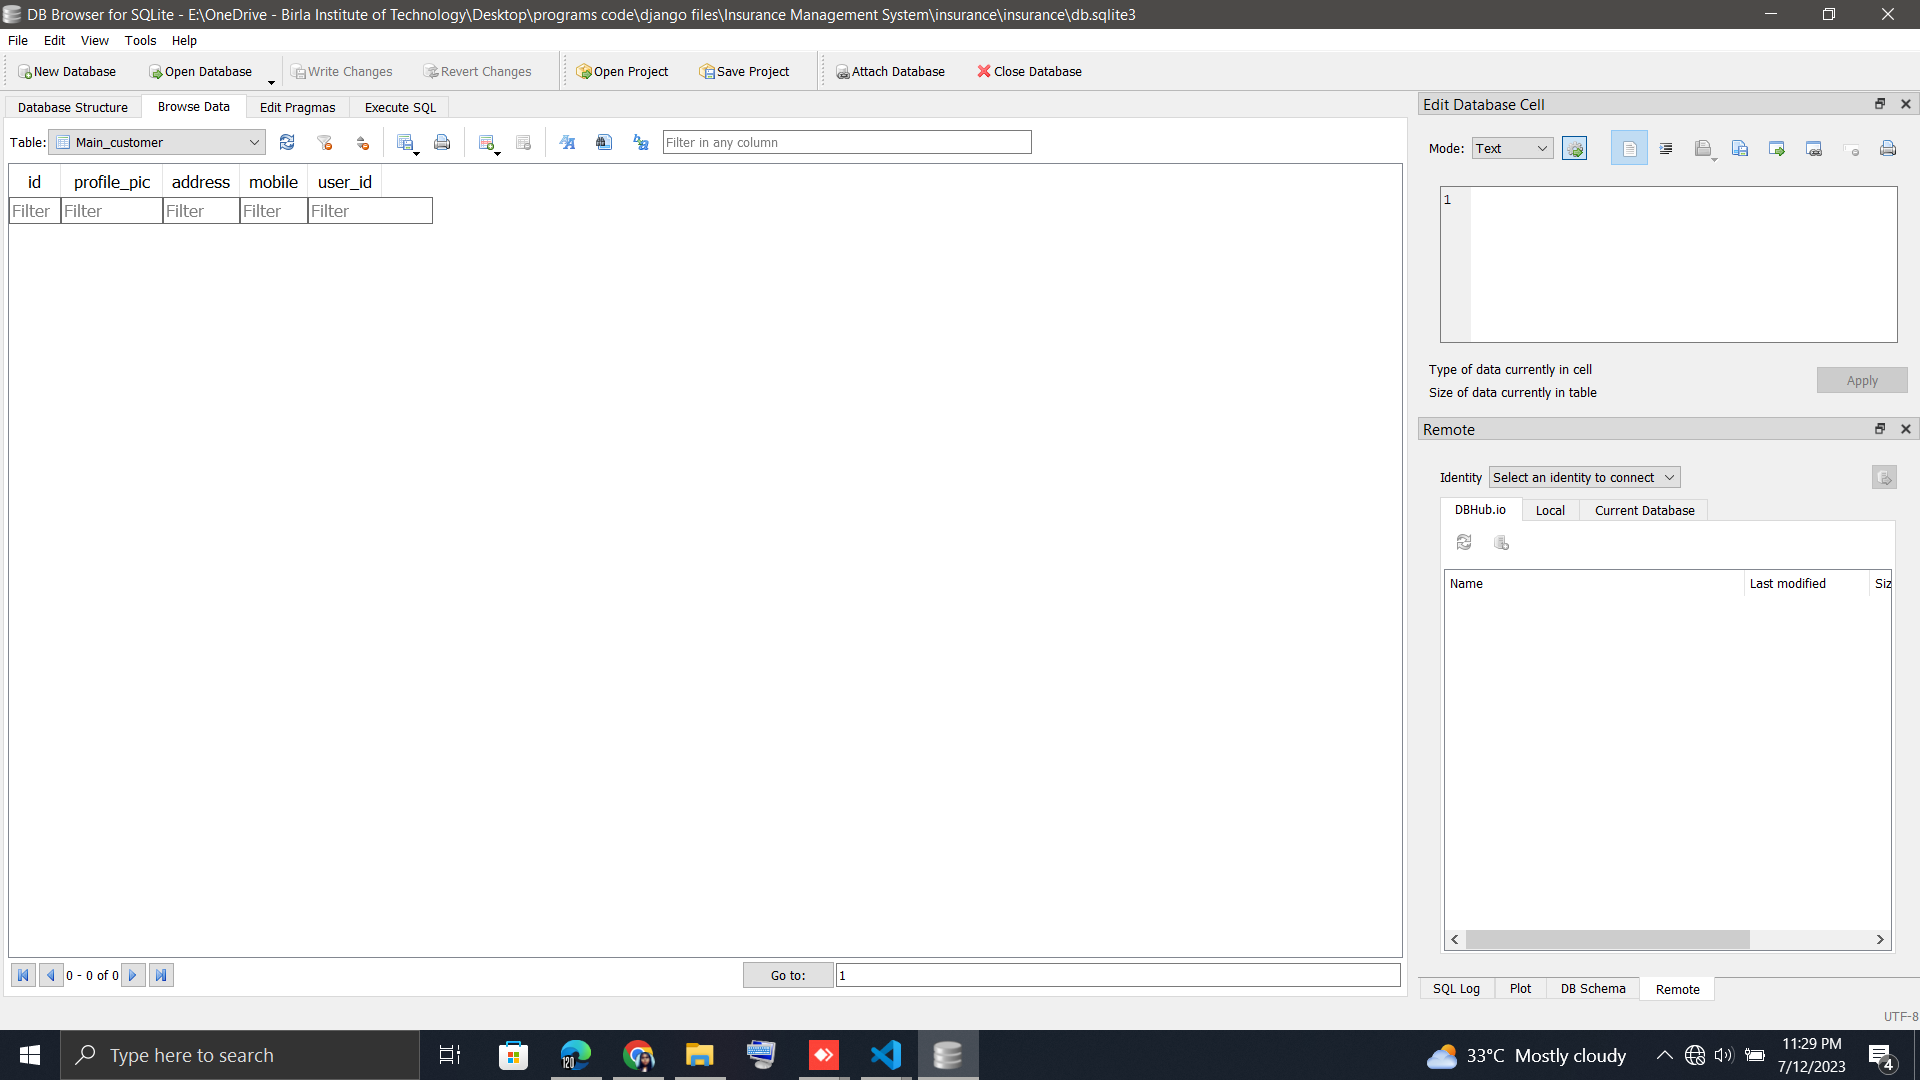 DB Browser for SQLite - E:\OneDrive - Birla Institute of Technology\Desktop\programs code\django files\Insurance Management System\insurance\insurance\db.sqlite3
File Edit View Tools Help
New Database Open Database Write Changes Revert Changes Open Project Save Project Attach Database Close Database
Database Structure Browse Data Edit Pragmas Execute SQL
Table: Main_customer Filter in any column
id profile_pic address mobile user_id
Filter Filter Filter Filter Filter
0 - 0 of 0 Go to: 1
Edit Database Cell
Mode: Text
1
Type of data currently in cell
Size of data currently in table
Apply
Remote
Identity Select an identity to connect
DBHub.io Local Current Database
Name Last modified Siz
SQL Log Plot DB Schema Remote
UTF-8
Type here to search
120
33°C Mostly cloudy
11:29 PM
7/12/2023
4